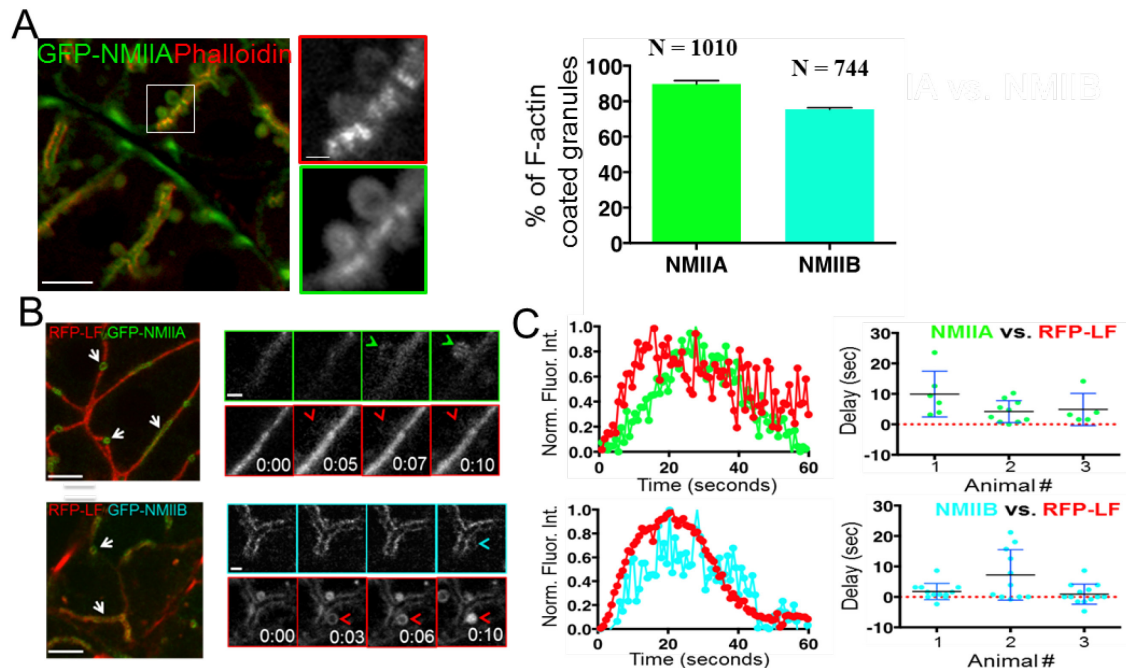 A
GFP-NMIIA Phalloidin
N = 1010
N = 744
IA vs. NMIIB
% of F-actin
coated granules
100
80
60
40
20
0
NMIIA
NMIIB
B
RFP-LF GFP-NMIIA
0:00
0:05
0:07
0:10
RFP-LF GFP-NMIIB
0:00
0:03
0:06
0:10
C
Norm. Fluor. Int.
1.0
0.8
0.6
0.4
0.2
0.0
0
20
40
60
Time (seconds)
NMIIA vs. RFP-LF
Delay (sec)
30
20
10
0
-10
1
2
3
Animal #
Norm. Fluor. Int.
1.0
0.8
0.6
0.4
0.2
0.0
0
20
40
60
Time (seconds)
NMIIB vs. RFP-LF
Delay (sec)
30
20
10
0
-10
1
2
3
Animal #